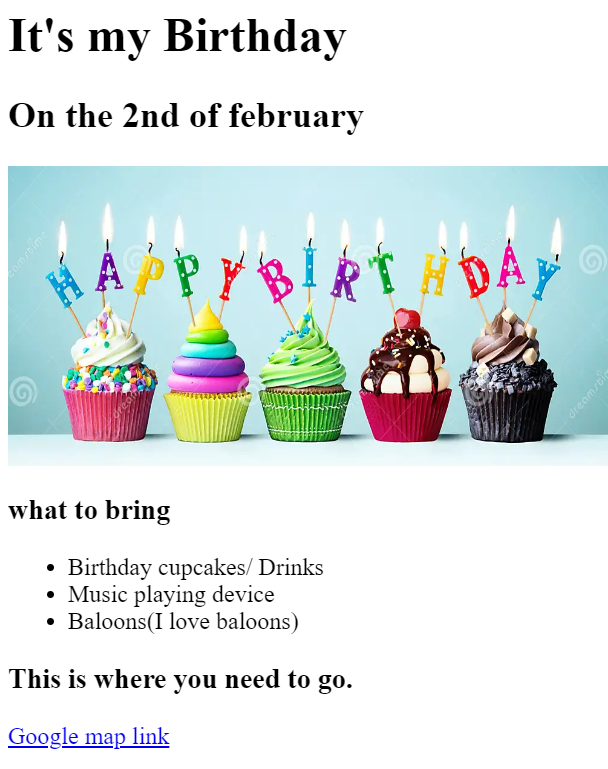 It's my Birthday
On the 2nd of february
HAPPY BIRTHDAY
what to bring
Birthday cupcakes/ Drinks
Music playing device
Baloons(I love baloons)
This is where you need to go.
Google map link